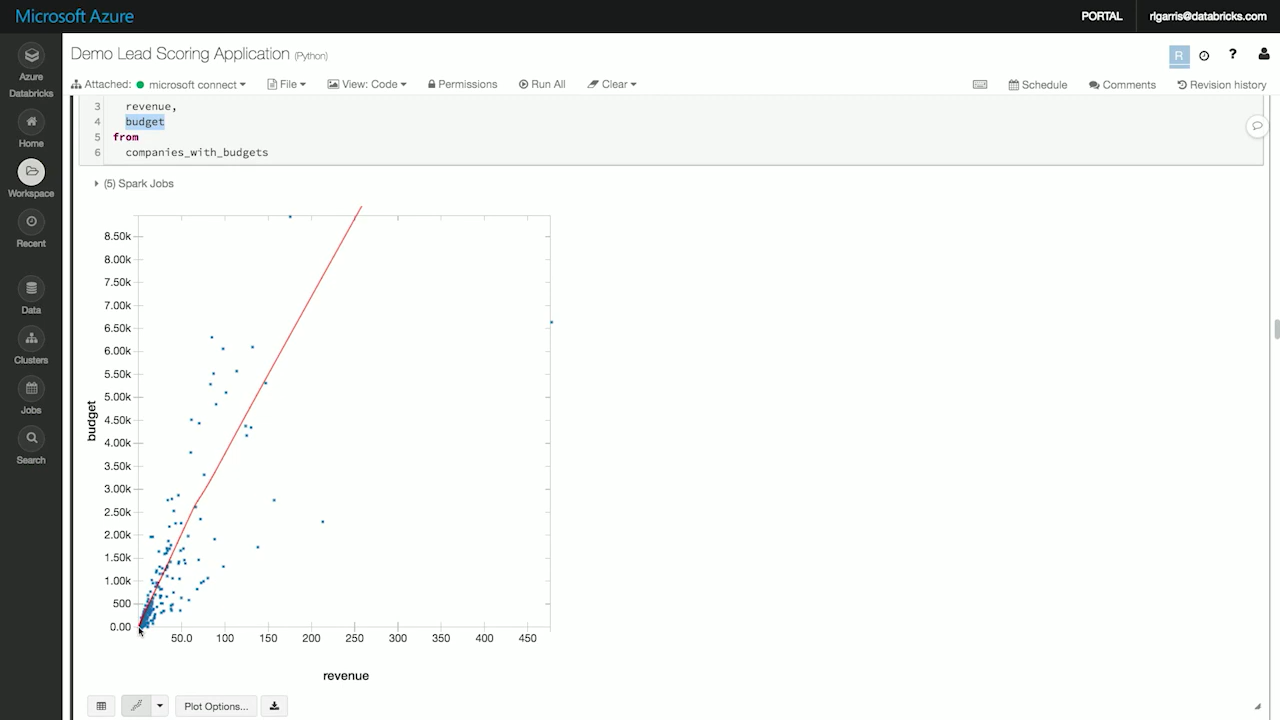 Microsoft Azure
PORTAL
rlgarris@databricks.com
Demo Lead Scoring Application (Python)
R
?
Attached: microsoft connect
File
View: Code
Permissions
Run All
Clear
Schedule
Comments
Revision history
Azure
Databricks
Home
Workspace
Recent
Data
Clusters
Jobs
Search
3 revenue,
4 budget
5 from
6 companies_with_budgets
(5) Spark Jobs
8.50k
8.00k
7.50k
7.00k
6.50k
6.00k
5.50k
5.00k
4.50k
4.00k
3.50k
3.00k
2.50k
2.00k
1.50k
1.00k
500
0.00
budget
50.0 100 150 200 250 300 350 400 450
revenue
Plot Options...